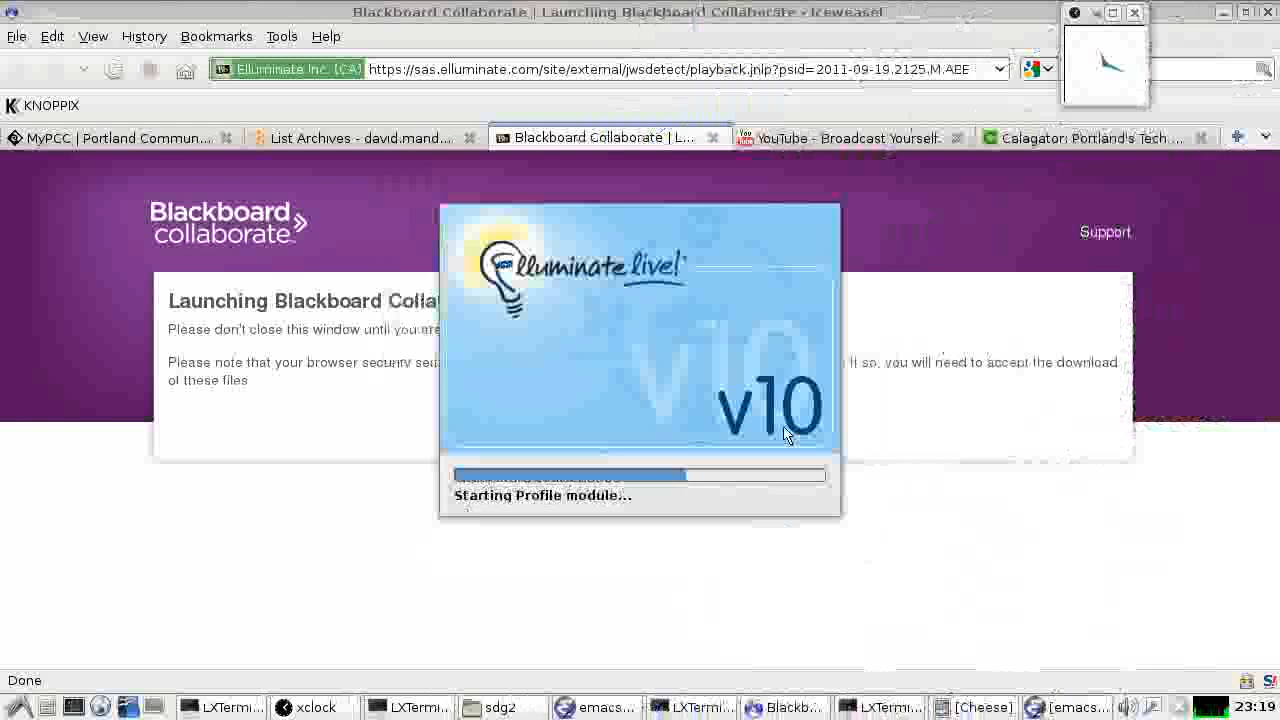 Blackboard Collaborate | Launching Blackboard Collaborate - Iceweasel
File Edit View History Bookmarks Tools Help
Elluminate Inc. (CA) https://sas.elluminate.com/site/external/jwsdetect/playback.jnlp?psid=2011-09-19.2125.M.AEE
KNOPPIX
MyPCC | Portland Commun... List Archives - david.mand... Blackboard Collaborate | L... YouTube - Broadcast Yourself. Calagator: Portland's Tech ...
Blackboard
collaborate
Support
Launching Blackboard Colla
Please don't close this window until you are
Please note that your browser security If so, you will need to accept the download
of these files
Elluminate live!
v10
v10
Starting Profile module...
Done
LXTermi... xclock LXTermi... sdg2 emacs... LXTermi... Blackb... LXTermi... [Cheese] [emacs... 23:19